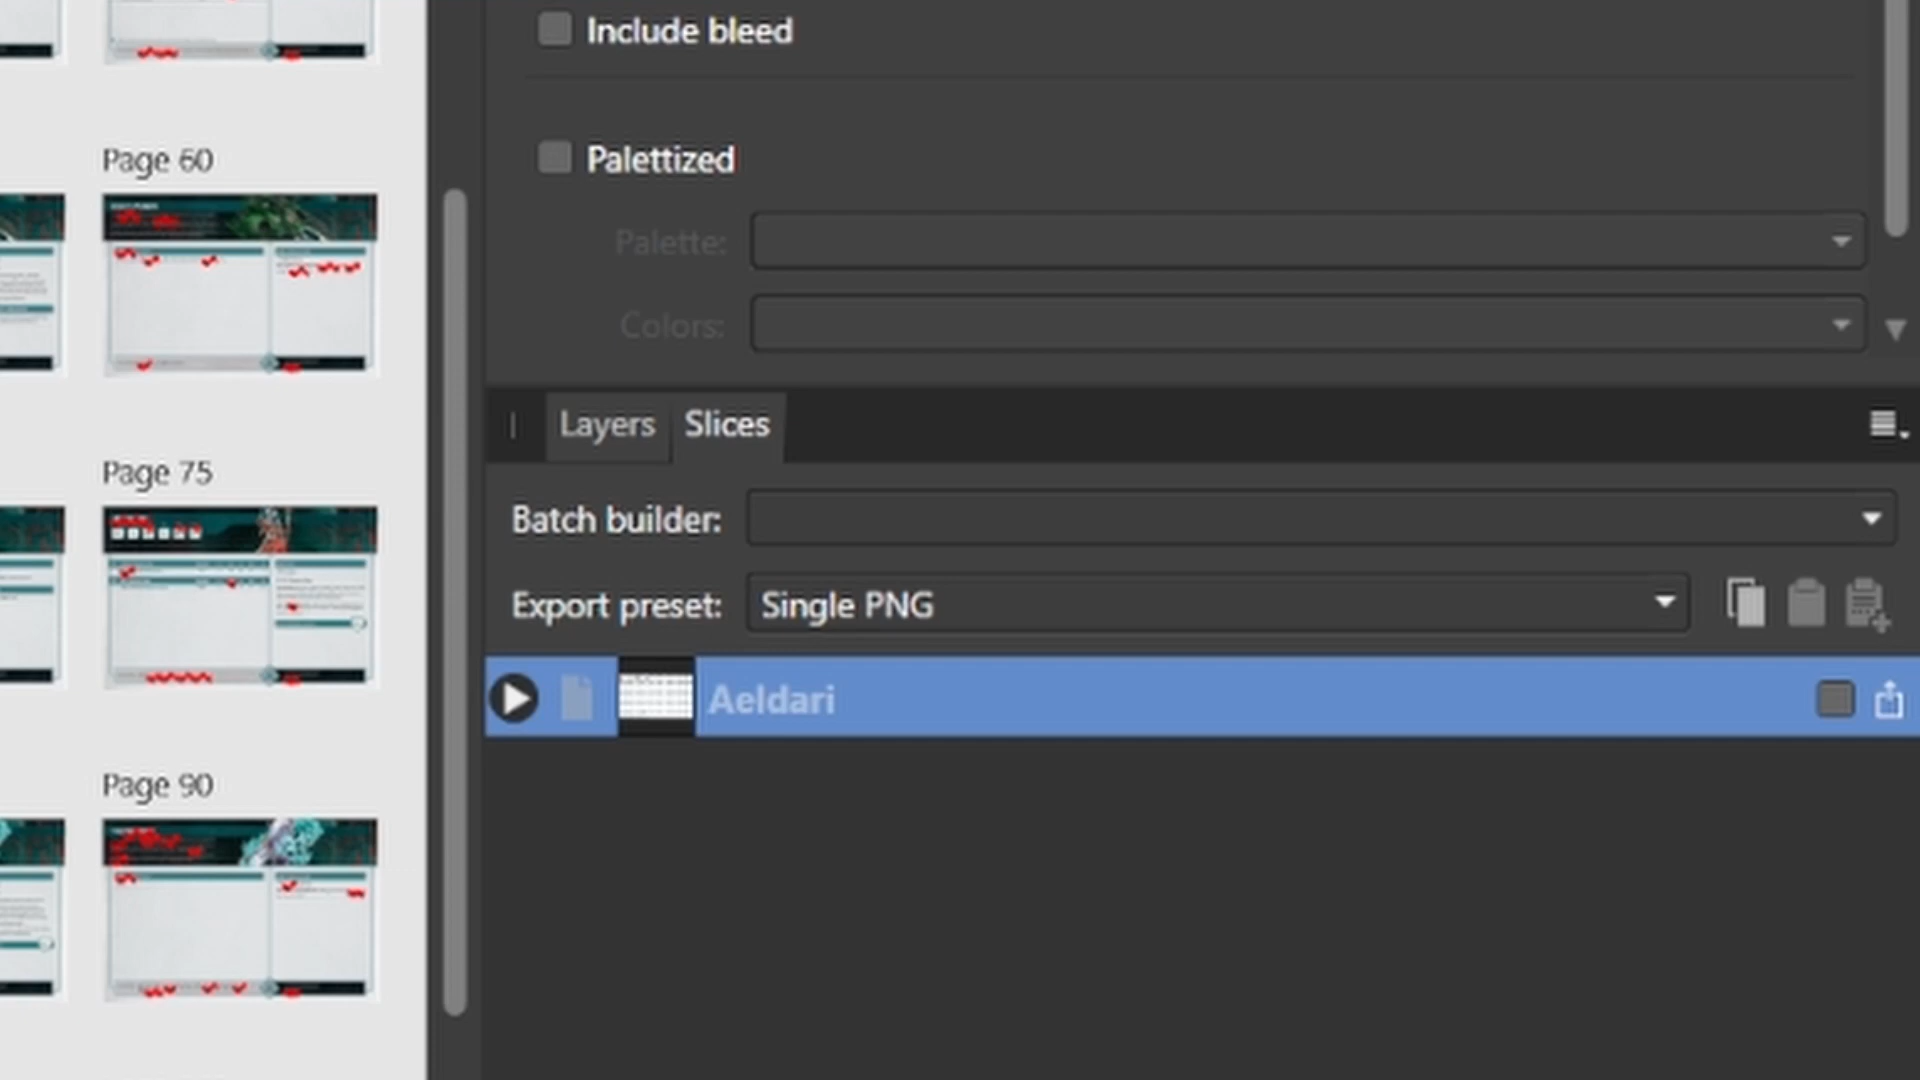 Include bleed
Page 60
Palettized
Palette:
Colors:
Layers
Slices
Page 75
Batch builder:
Export preset:
Single PNG
Aeldari
Page 90